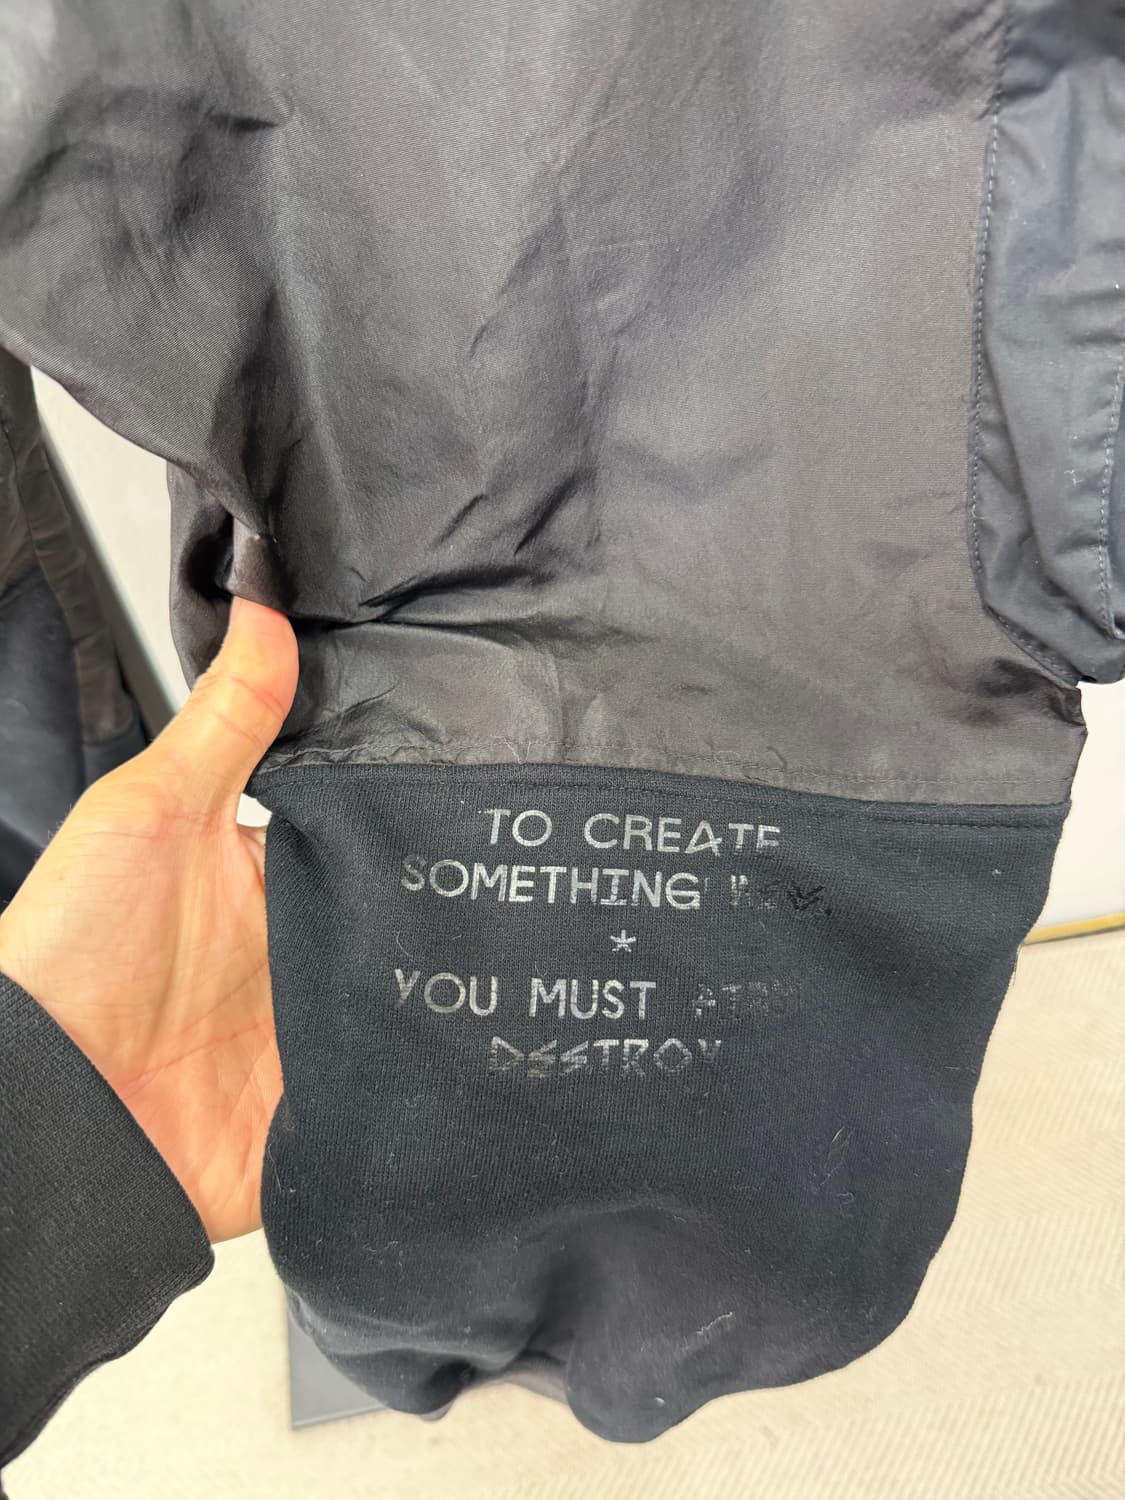 TO CREATE
SOMETHING
*
YOU MUST
DESTROY